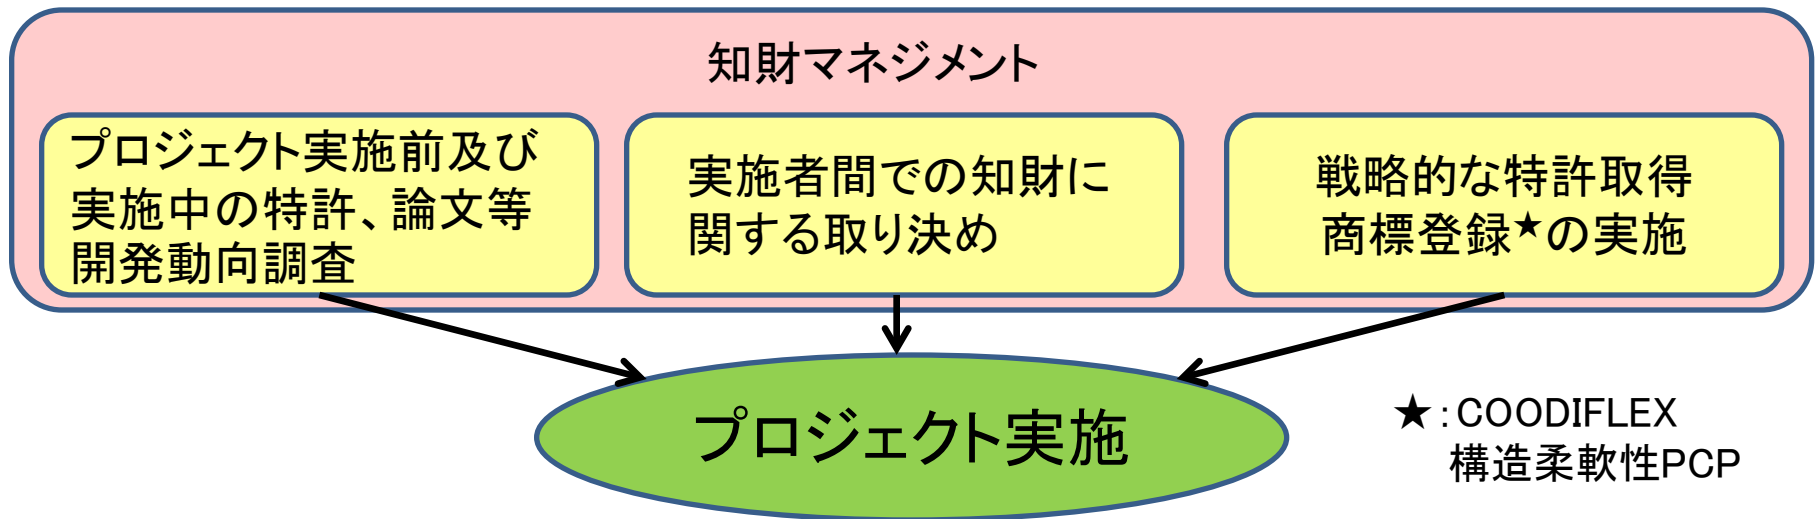 知財マネジメント
プロジェクト実施前及び
実施中の特許、論文等
開発動向調査
実施者間での知財に
関する取り決め
戦略的な特許取得
商標登録★の実施
プロジェクト実施
★:COODIFLEX
構造柔軟性PCP